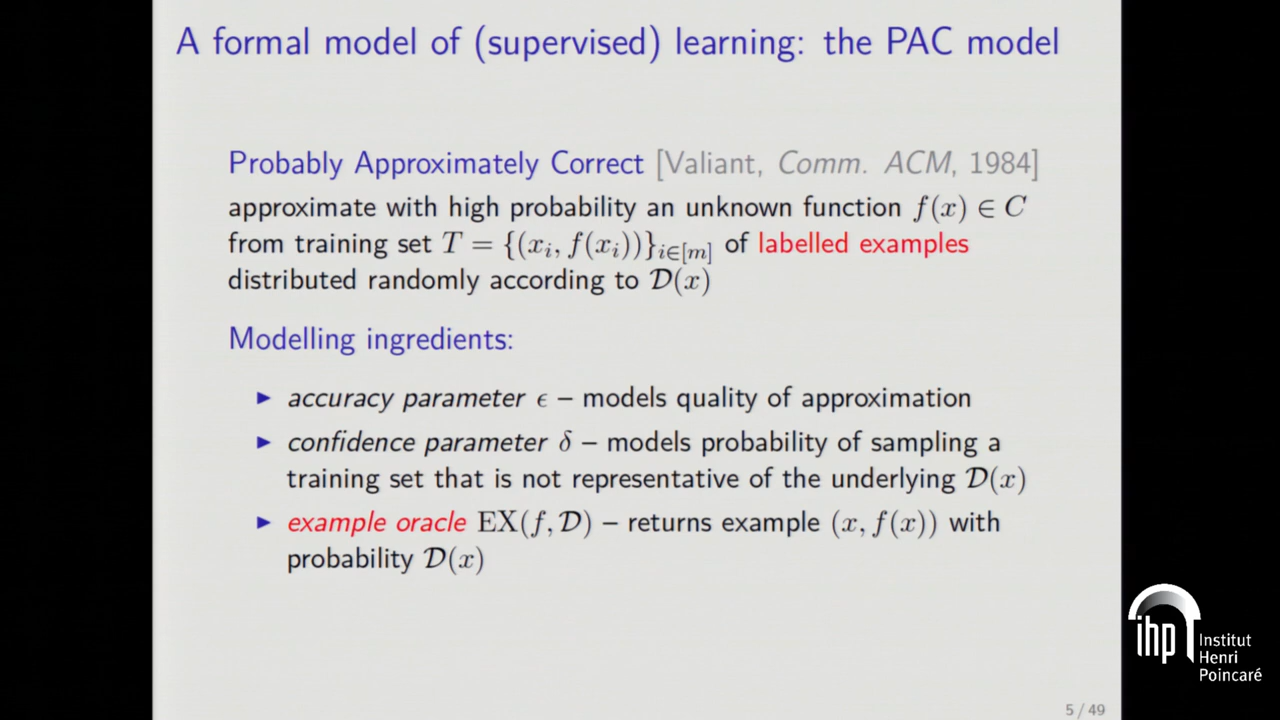 A formal model of (supervised) learning: the PAC model
Probably Approximately Correct [Valiant, Comm. ACM, 1984]
approximate with high probability an unknown function f(x) ∈ C
from training set T = {(x_i, f(x_i))}_{i∈[m]} of labelled examples
distributed randomly according to 𝒟(x)
Modelling ingredients:
▶ accuracy parameter ϵ – models quality of approximation
▶ confidence parameter δ – models probability of sampling a
training set that is not representative of the underlying 𝒟(x)
▶ example oracle EX(f, 𝒟) – returns example (x, f(x)) with
probability 𝒟(x)
ihp
Institut
Henri
Poincaré
5 / 49